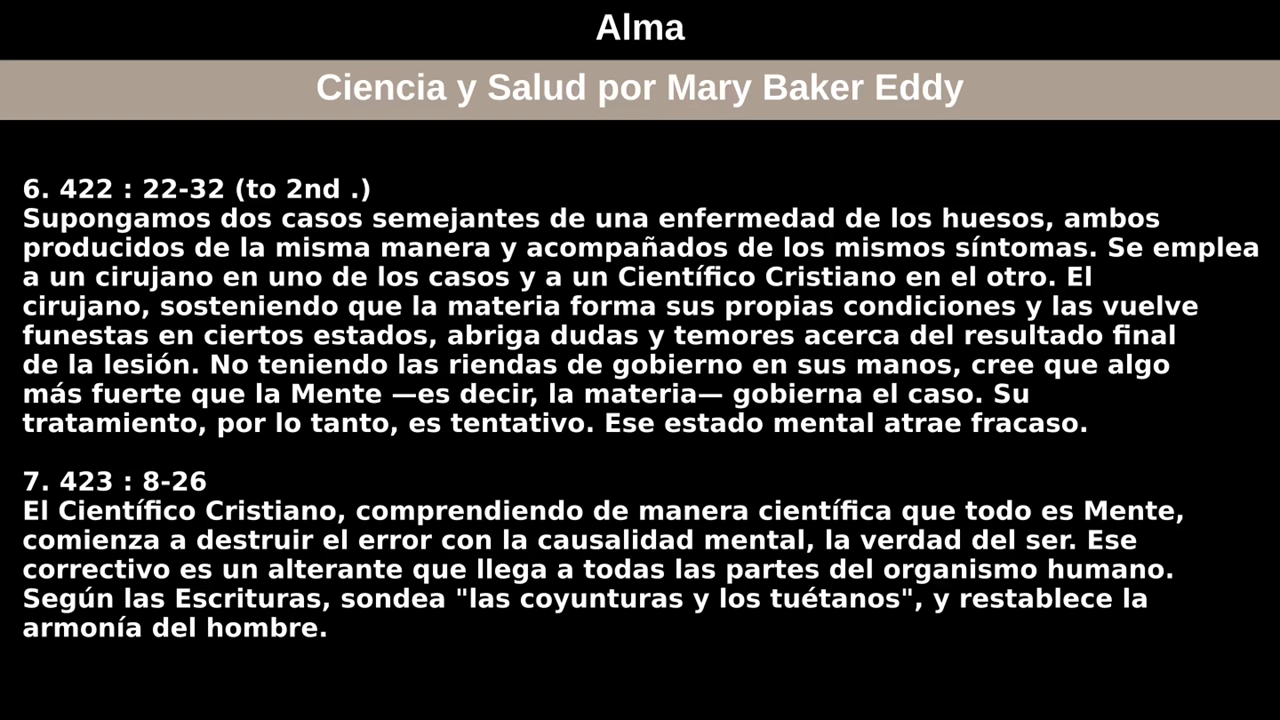 Alma
Ciencia y Salud por Mary Baker Eddy
6. 422 : 22-32 (to 2nd .)
Supongamos dos casos semejantes de una enfermedad de los huesos, ambos
producidos de la misma manera y acompañados de los mismos síntomas. Se emplea
a un cirujano en uno de los casos y a un Científico Cristiano en el otro. El
cirujano, sosteniendo que la materia forma sus propias condiciones y las vuelve
funestas en ciertos estados, abriga dudas y temores acerca del resultado final
de la lesión. No teniendo las riendas de gobierno en sus manos, cree que algo
más fuerte que la Mente —es decir, la materia— gobierna el caso. Su
tratamiento, por lo tanto, es tentativo. Ese estado mental atrae fracaso.
7. 423 : 8-26
El Científico Cristiano, comprendiendo de manera científica que todo es Mente,
comienza a destruir el error con la causalidad mental, la verdad del ser. Ese
correctivo es un alterante que llega a todas las partes del organismo humano.
Según las Escrituras, sondea "las coyunturas y los tuétanos", y restablece la
armonía del hombre.